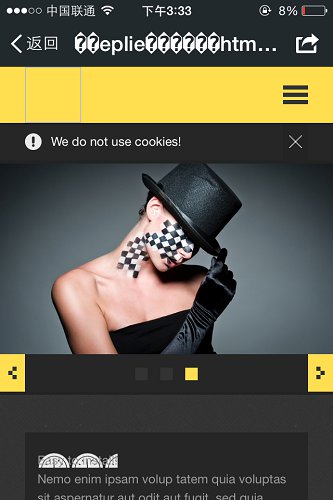 中国联通 下午3:33 8%
返回 ��eplie������htm...
We do not use cookies!
Nemo enim ipsam volup tatem quia voluptas
sit aspernatur aut odit aut fugit, sed quia